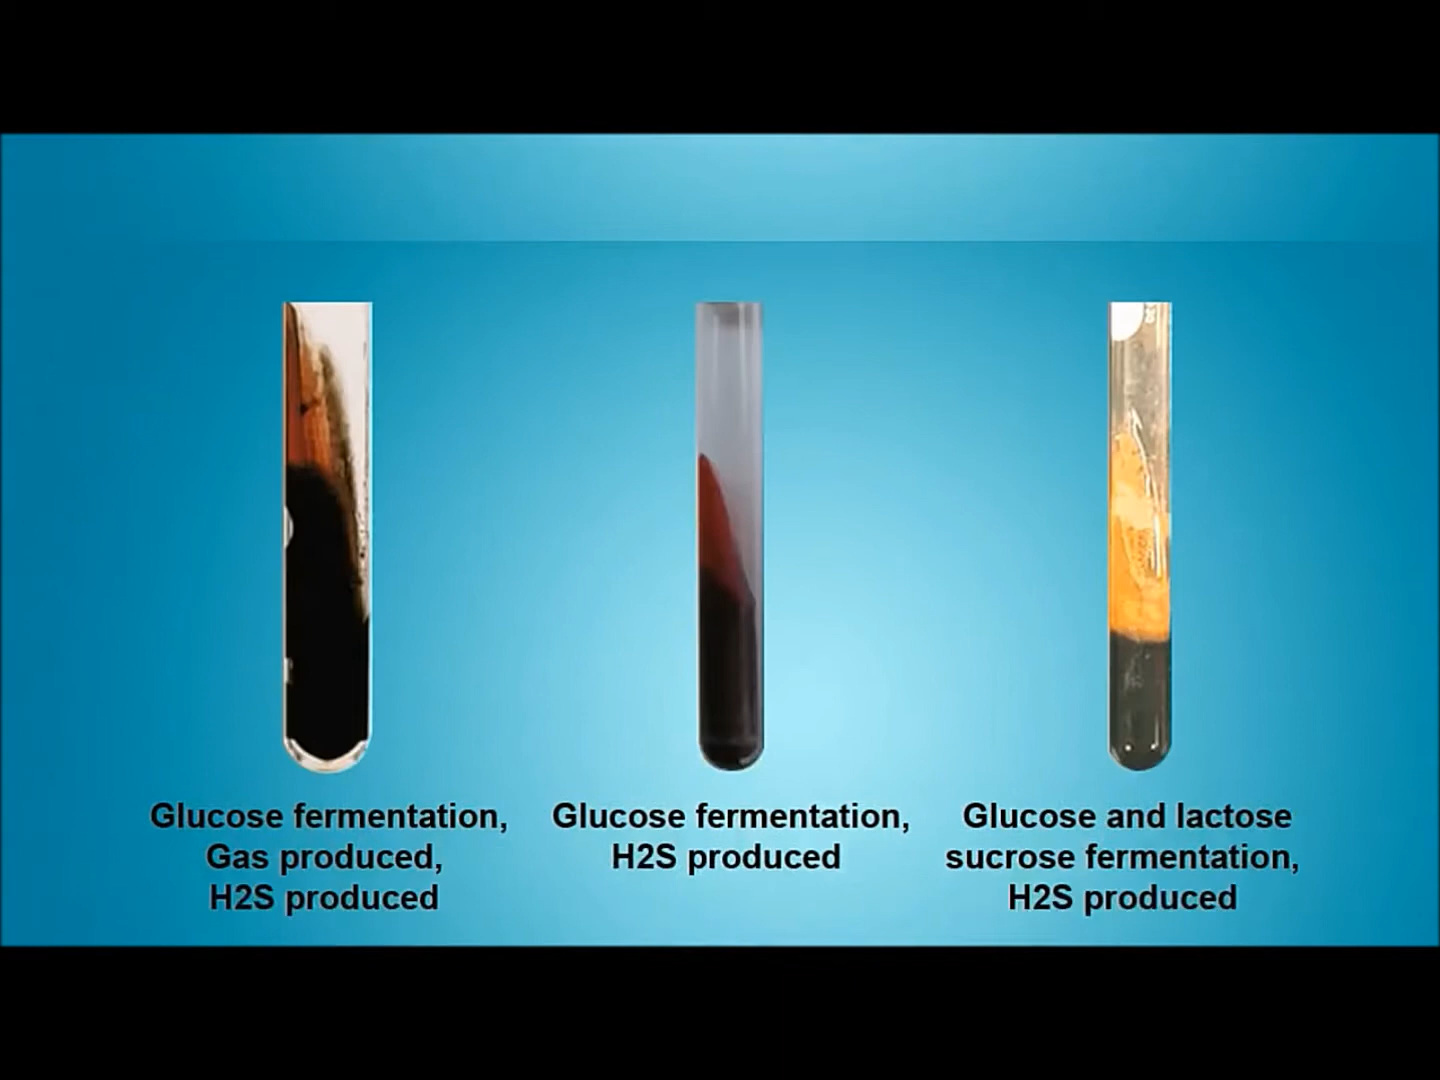 Glucose fermentation,
Gas produced,
H2S produced
Glucose fermentation,
H2S produced
Glucose and lactose
sucrose fermentation,
H2S produced